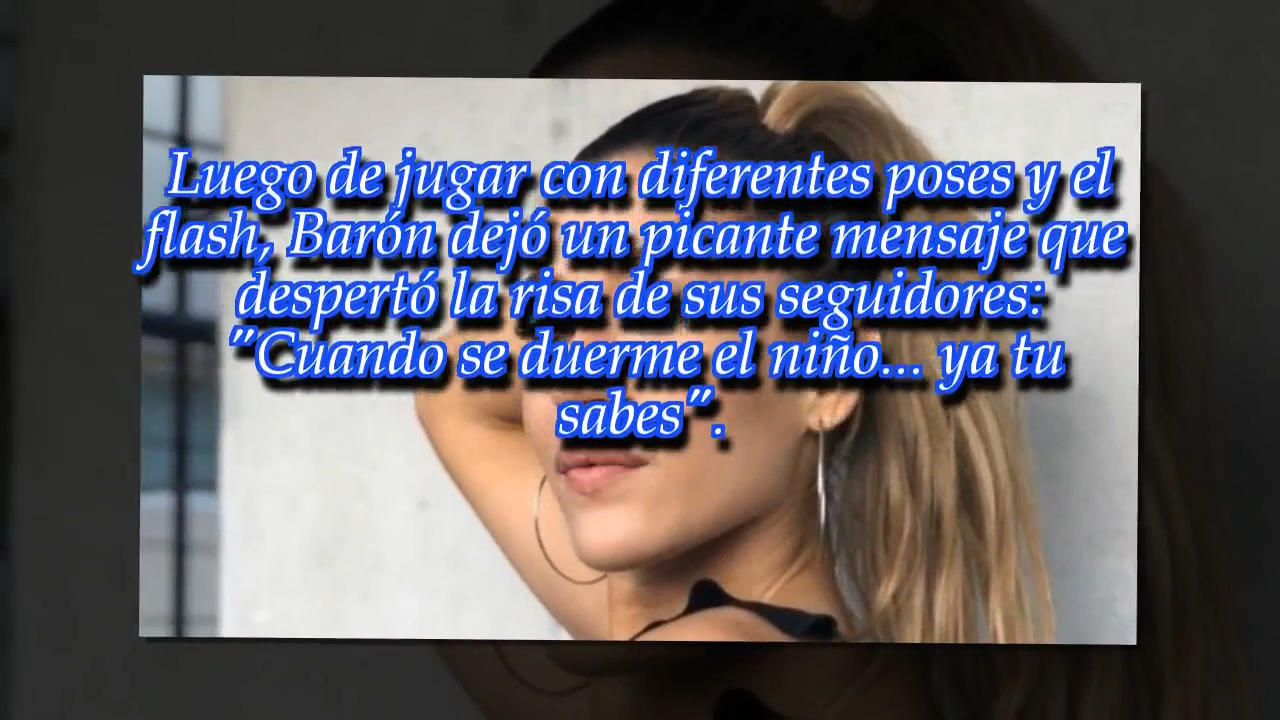 Luego de jugar con diferentes poses y el
flash, Barón dejó un picante mensaje que
despertó la risa de sus seguidores:
"Cuando se duerme el niño... ya tu
sabes".